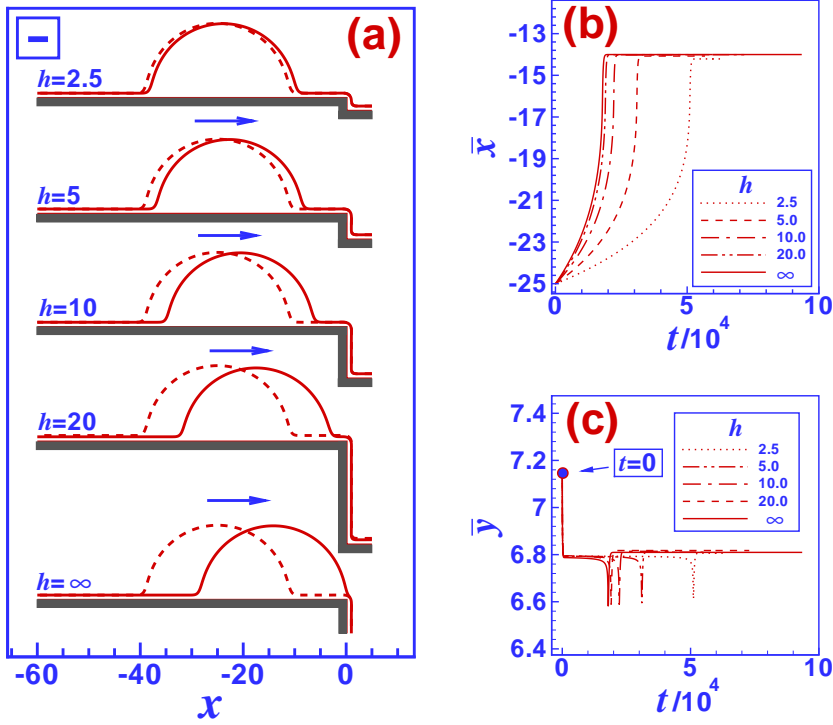 −
(a)
h=2.5
h=5
h=10
h=20
h=∞
-60
-40
-20
0
x
(b)
-13
-15
-17
-19
-21
-23
-25
x̅
h
2.5
5.0
10.0
20.0
∞
0
5
10
t/10⁴
(c)
7.4
7.2
7
6.8
6.6
6.4
y̅
t=0
h
2.5
5.0
10.0
20.0
∞
0
5
10
t/10⁴